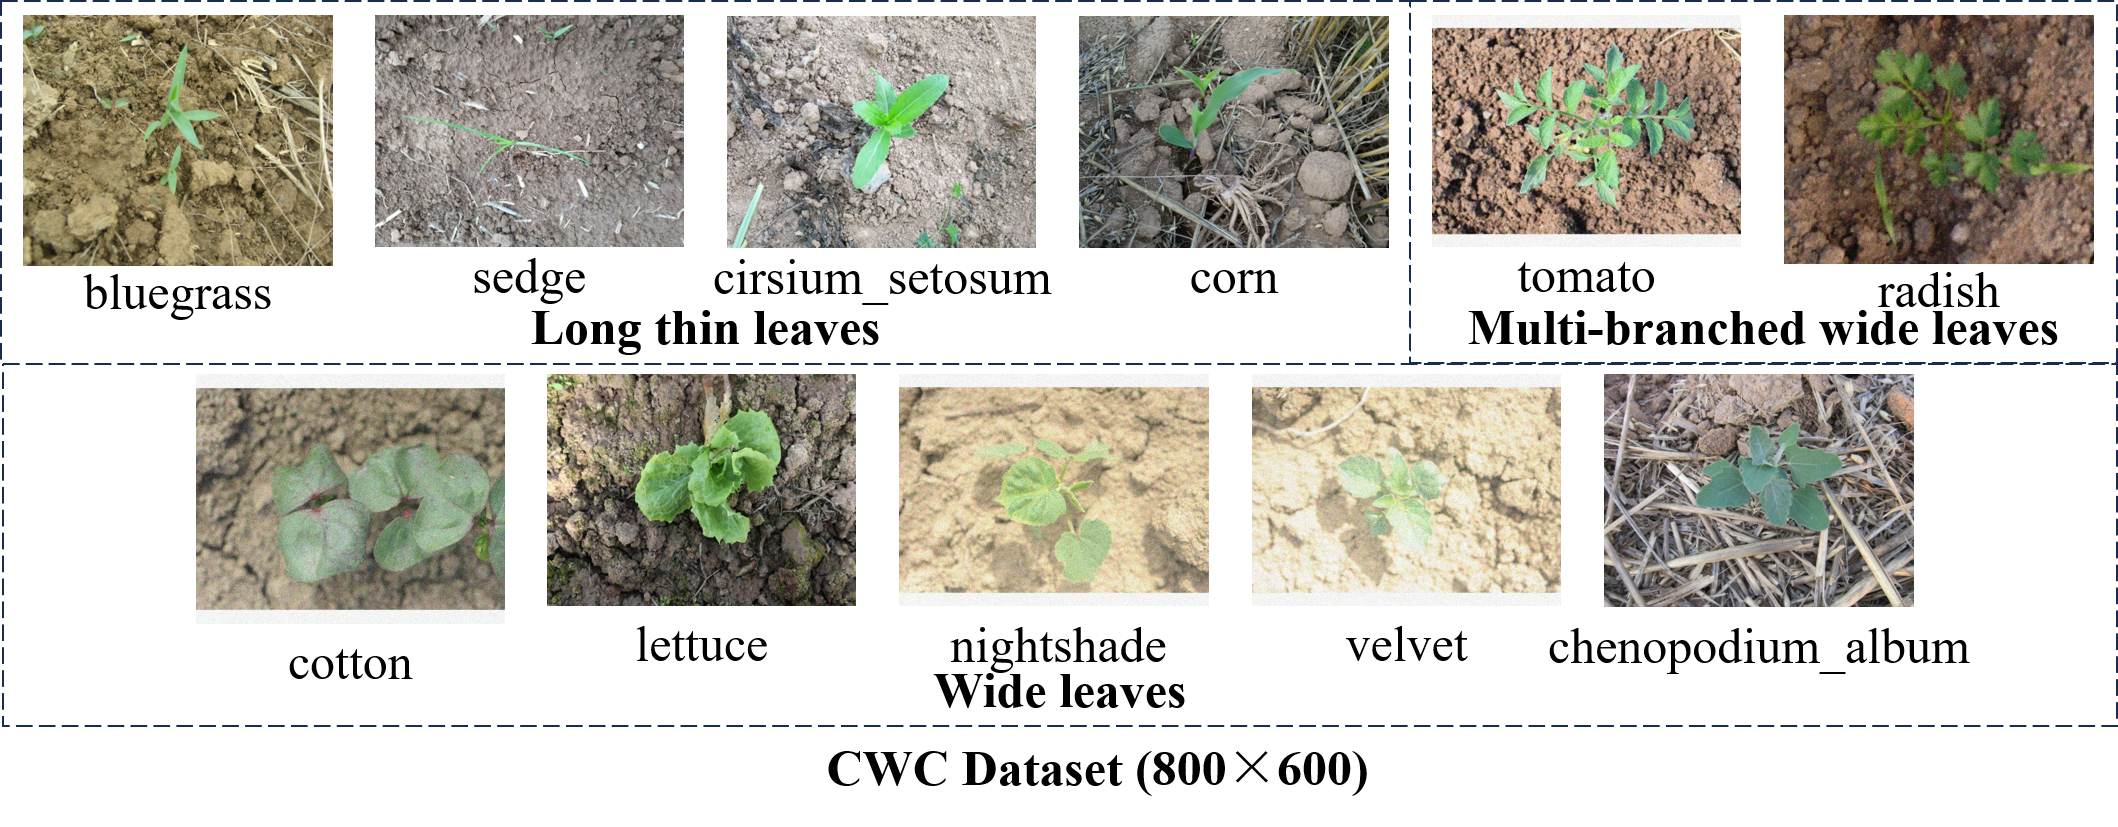 bluegrass
sedge
cirsium_setosum
corn
Long thin leaves
tomato
radish
Multi-branched wide leaves
cotton
lettuce
nightshade
velvet
chenopodium_album
Wide leaves
CWC Dataset (800×600)